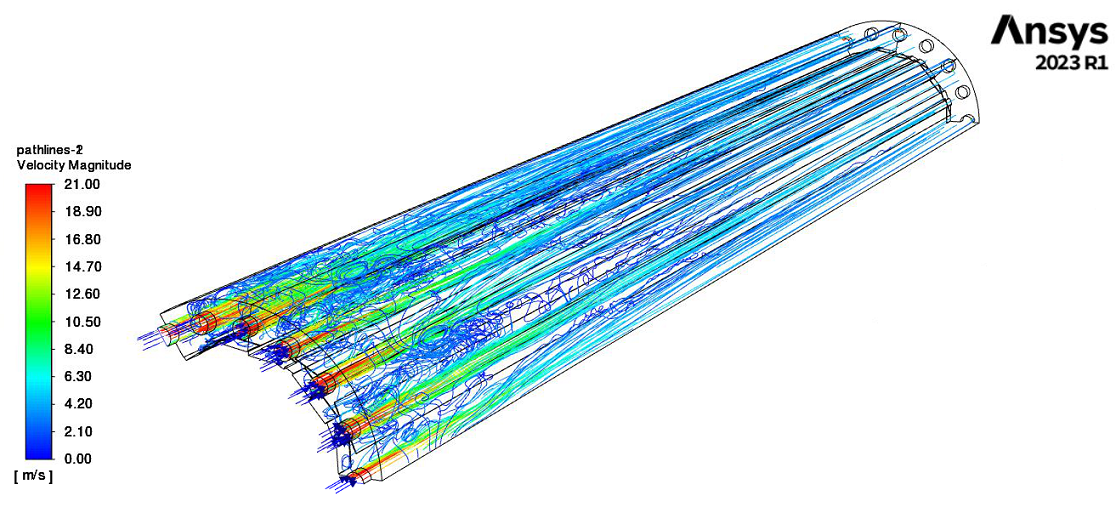 Ansys
2023 R1
pathlines-2
Velocity Magnitude
21.00
18.90
16.80
14.70
12.60
10.50
8.40
6.30
4.20
2.10
0.00
[ m/s ]